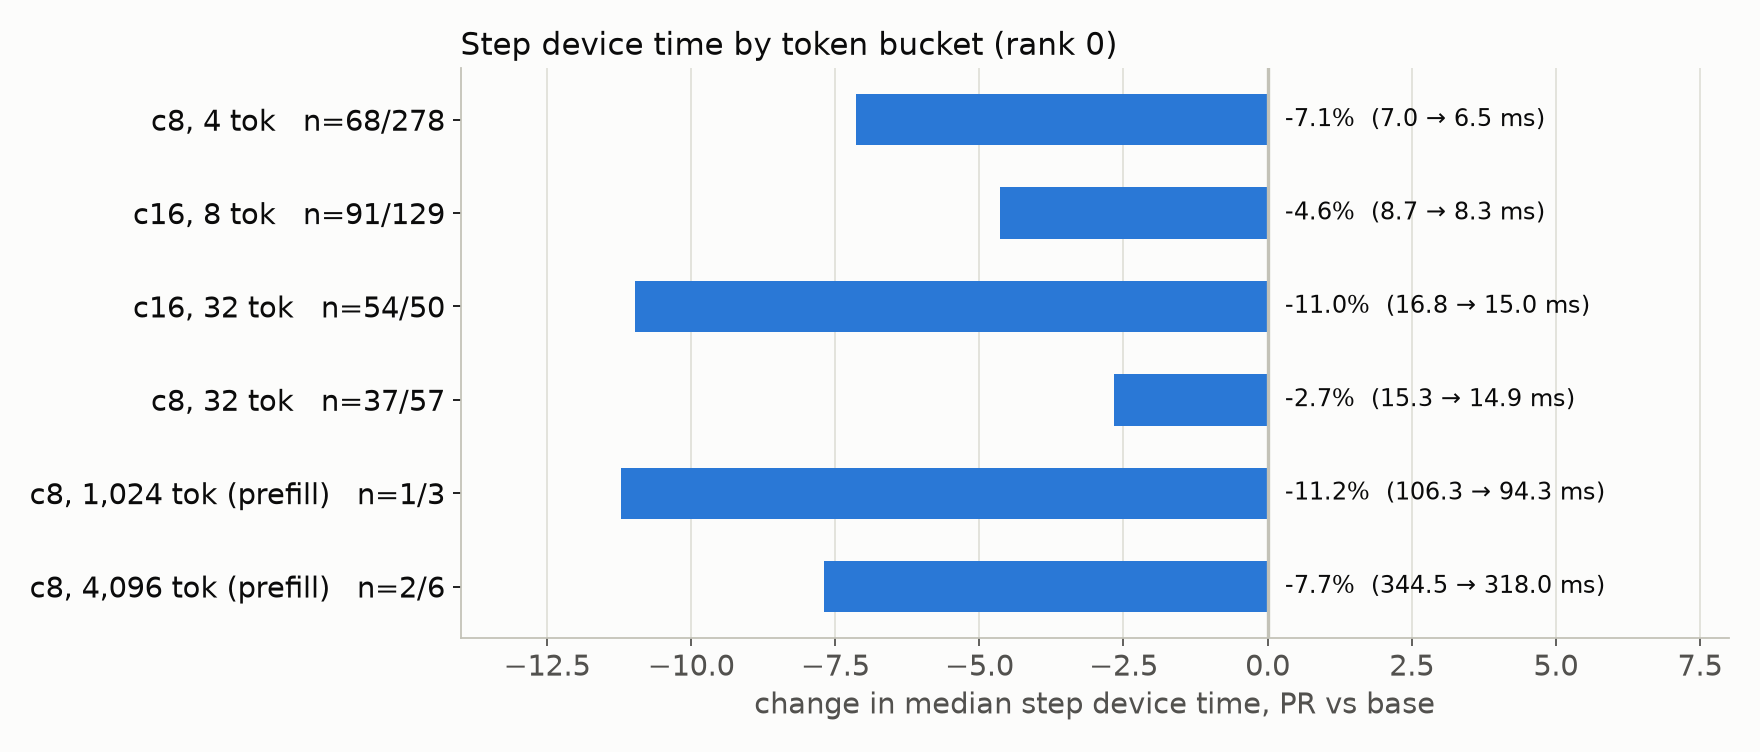 Step device time by token bucket (rank 0)
c8, 4 tok   n=68/278   -7.1%  (7.0 → 6.5 ms)
c16, 8 tok   n=91/129   -4.6%  (8.7 → 8.3 ms)
c16, 32 tok   n=54/50   -11.0%  (16.8 → 15.0 ms)
c8, 32 tok   n=37/57   -2.7%  (15.3 → 14.9 ms)
c8, 1,024 tok (prefill)   n=1/3   -11.2%  (106.3 → 94.3 ms)
c8, 4,096 tok (prefill)   n=2/6   -7.7%  (344.5 → 318.0 ms)
−12.5 −10.0 −7.5 −5.0 −2.5 0.0 2.5 5.0 7.5
change in median step device time, PR vs base